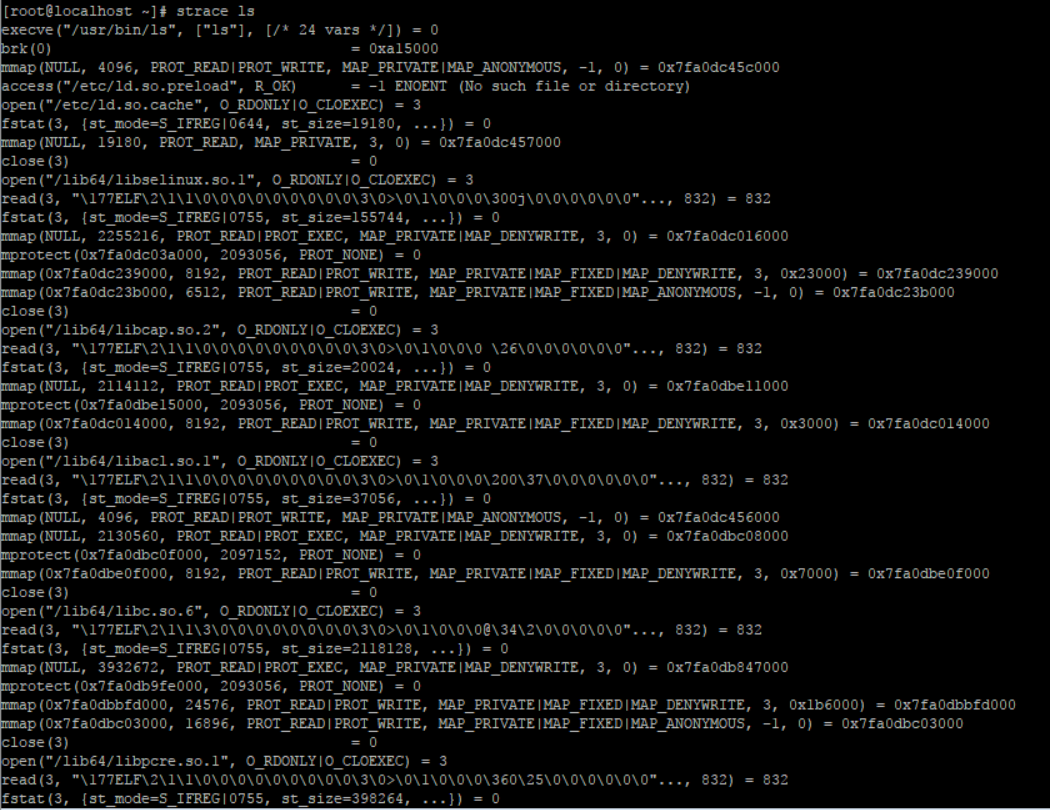 [root@localhost ~]# strace ls
execve("/usr/bin/ls", ["ls"], [/* 24 vars */]) = 0
brk(0)                                  = 0xa15000
mmap(NULL, 4096, PROT_READ|PROT_WRITE, MAP_PRIVATE|MAP_ANONYMOUS, -1, 0) = 0x7fa0dc45c000
access("/etc/ld.so.preload", R_OK)      = -1 ENOENT (No such file or directory)
open("/etc/ld.so.cache", O_RDONLY|O_CLOEXEC) = 3
fstat(3, {st_mode=S_IFREG|0644, st_size=19180, ...}) = 0
mmap(NULL, 19180, PROT_READ, MAP_PRIVATE, 3, 0) = 0x7fa0dc457000
close(3)                                = 0
open("/lib64/libselinux.so.1", O_RDONLY|O_CLOEXEC) = 3
read(3, "\177ELF\2\1\1\0\0\0\0\0\0\0\0\0\3\0>\0\1\0\0\0\300j\0\0\0\0\0\0"..., 832) = 832
fstat(3, {st_mode=S_IFREG|0755, st_size=155744, ...}) = 0
mmap(NULL, 2255216, PROT_READ|PROT_EXEC, MAP_PRIVATE|MAP_DENYWRITE, 3, 0) = 0x7fa0dc016000
mprotect(0x7fa0dc03a000, 2093056, PROT_NONE) = 0
mmap(0x7fa0dc239000, 8192, PROT_READ|PROT_WRITE, MAP_PRIVATE|MAP_FIXED|MAP_DENYWRITE, 3, 0x23000) = 0x7fa0dc239000
mmap(0x7fa0dc23b000, 6512, PROT_READ|PROT_WRITE, MAP_PRIVATE|MAP_FIXED|MAP_ANONYMOUS, -1, 0) = 0x7fa0dc23b000
close(3)                                = 0
open("/lib64/libcap.so.2", O_RDONLY|O_CLOEXEC) = 3
read(3, "\177ELF\2\1\1\0\0\0\0\0\0\0\0\0\3\0>\0\1\0\0\0 \26\0\0\0\0\0\0"..., 832) = 832
fstat(3, {st_mode=S_IFREG|0755, st_size=20024, ...}) = 0
mmap(NULL, 2114112, PROT_READ|PROT_EXEC, MAP_PRIVATE|MAP_DENYWRITE, 3, 0) = 0x7fa0dbe11000
mprotect(0x7fa0dbe15000, 2093056, PROT_NONE) = 0
mmap(0x7fa0dc014000, 8192, PROT_READ|PROT_WRITE, MAP_PRIVATE|MAP_FIXED|MAP_DENYWRITE, 3, 0x3000) = 0x7fa0dc014000
close(3)                                = 0
open("/lib64/libacl.so.1", O_RDONLY|O_CLOEXEC) = 3
read(3, "\177ELF\2\1\1\0\0\0\0\0\0\0\0\0\3\0>\0\1\0\0\0\200\37\0\0\0\0\0\0"..., 832) = 832
fstat(3, {st_mode=S_IFREG|0755, st_size=37056, ...}) = 0
mmap(NULL, 4096, PROT_READ|PROT_WRITE, MAP_PRIVATE|MAP_ANONYMOUS, -1, 0) = 0x7fa0dc456000
mmap(NULL, 2130560, PROT_READ|PROT_EXEC, MAP_PRIVATE|MAP_DENYWRITE, 3, 0) = 0x7fa0dbc08000
mprotect(0x7fa0dbc0f000, 2097152, PROT_NONE) = 0
mmap(0x7fa0dbe0f000, 8192, PROT_READ|PROT_WRITE, MAP_PRIVATE|MAP_FIXED|MAP_DENYWRITE, 3, 0x7000) = 0x7fa0dbe0f000
close(3)                                = 0
open("/lib64/libc.so.6", O_RDONLY|O_CLOEXEC) = 3
read(3, "\177ELF\2\1\1\3\0\0\0\0\0\0\0\0\3\0>\0\1\0\0\0@\34\2\0\0\0\0\0"..., 832) = 832
fstat(3, {st_mode=S_IFREG|0755, st_size=2118128, ...}) = 0
mmap(NULL, 3932672, PROT_READ|PROT_EXEC, MAP_PRIVATE|MAP_DENYWRITE, 3, 0) = 0x7fa0db847000
mprotect(0x7fa0db9fe000, 2093056, PROT_NONE) = 0
mmap(0x7fa0dbbfd000, 24576, PROT_READ|PROT_WRITE, MAP_PRIVATE|MAP_FIXED|MAP_DENYWRITE, 3, 0x1b6000) = 0x7fa0dbbfd000
mmap(0x7fa0dbc03000, 16896, PROT_READ|PROT_WRITE, MAP_PRIVATE|MAP_FIXED|MAP_ANONYMOUS, -1, 0) = 0x7fa0dbc03000
close(3)                                = 0
open("/lib64/libpcre.so.1", O_RDONLY|O_CLOEXEC) = 3
read(3, "\177ELF\2\1\1\0\0\0\0\0\0\0\0\0\3\0>\0\1\0\0\0\360\25\0\0\0\0\0\0"..., 832) = 832
fstat(3, {st_mode=S_IFREG|0755, st_size=398264, ...}) = 0